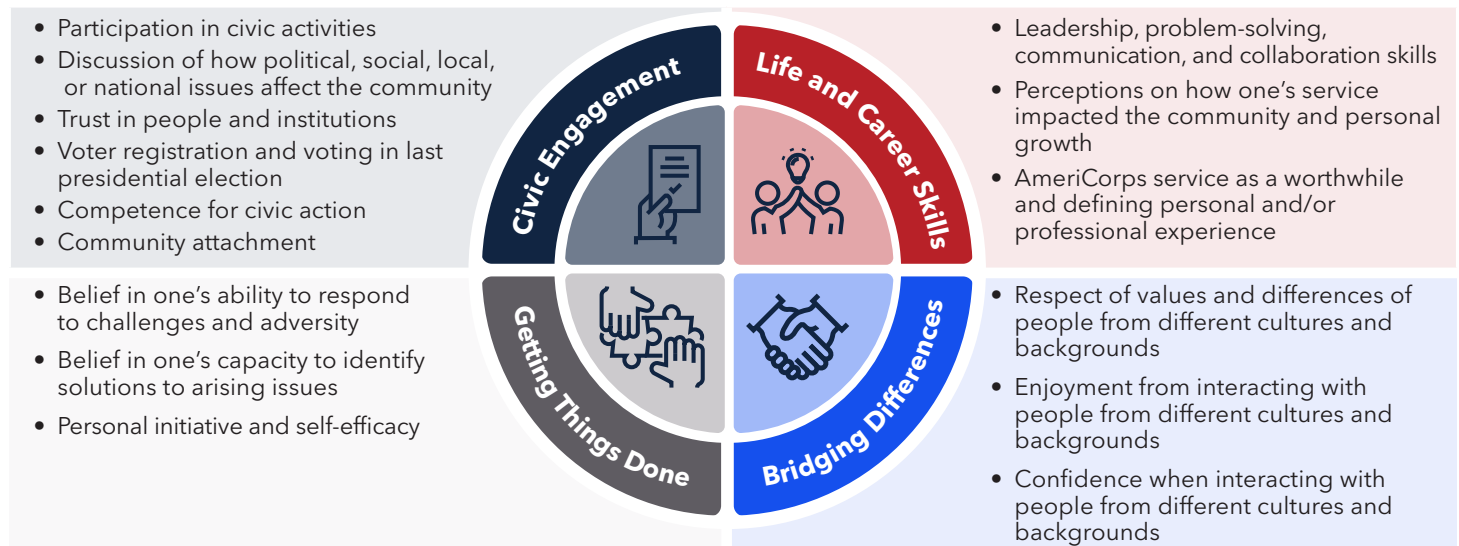 • Participation in civic activities
• Discussion of how political, social, local,
or national issues affect the community
• Trust in people and institutions
• Voter registration and voting in last
presidential election
• Competence for civic action
• Community attachment
Civic Engagement
Life and Career Skills
• Leadership, problem-solving,
communication, and collaboration skills
• Perceptions on how one’s service
impacted the community and personal
growth
• AmeriCorps service as a worthwhile
and defining personal and/or
professional experience
• Belief in one’s ability to respond
to challenges and adversity
• Belief in one’s capacity to identify
solutions to arising issues
• Personal initiative and self-efficacy
Getting Things Done
Bridging Differences
• Respect of values and differences of
people from different cultures and
backgrounds
• Enjoyment from interacting with
people from different cultures and
backgrounds
• Confidence when interacting with
people from different cultures and
backgrounds